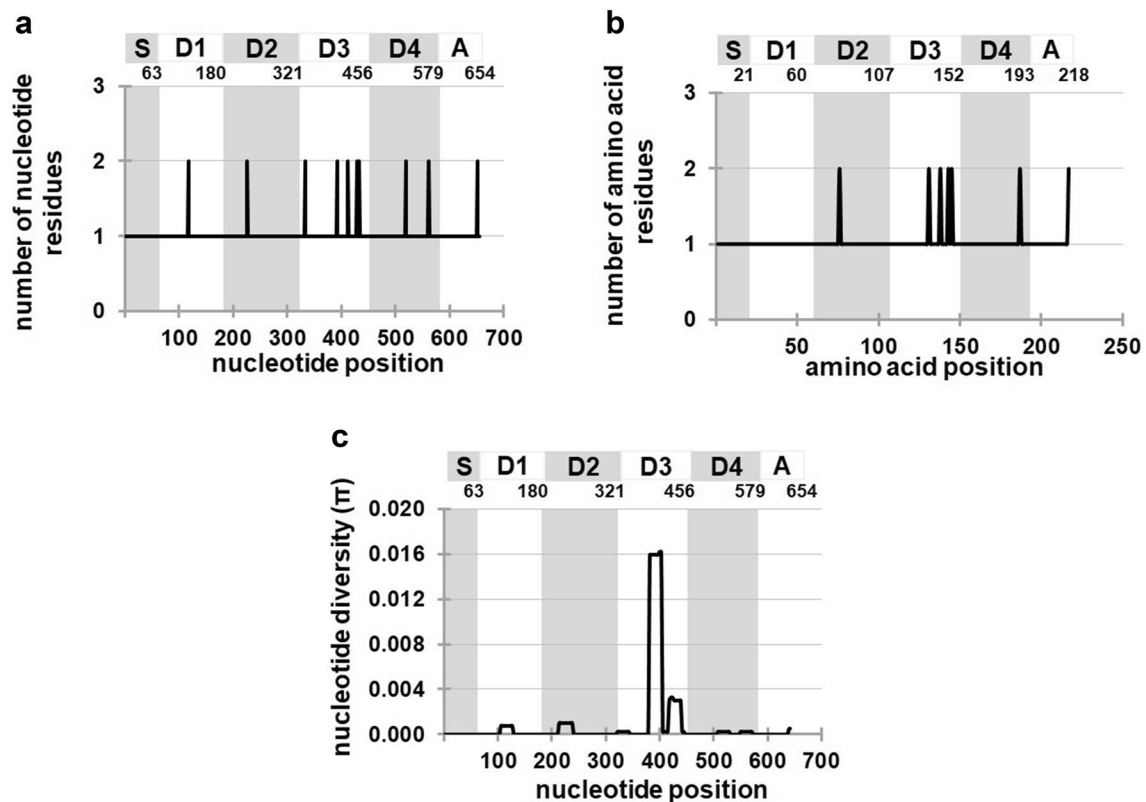 a
S D1 D2 D3 D4 A
63 180 321 456 579 654
number of nucleotide residues
3
2
1
0
100 200 300 400 500 600 700
nucleotide position
b
S D1 D2 D3 D4 A
21 60 107 152 193 218
number of amino acid residues
3
2
1
0
50 100 150 200 250
amino acid position
c
S D1 D2 D3 D4 A
63 180 321 456 579 654
nucleotide diversity (π)
0.020
0.016
0.012
0.008
0.004
0.000
100 200 300 400 500 600 700
nucleotide position